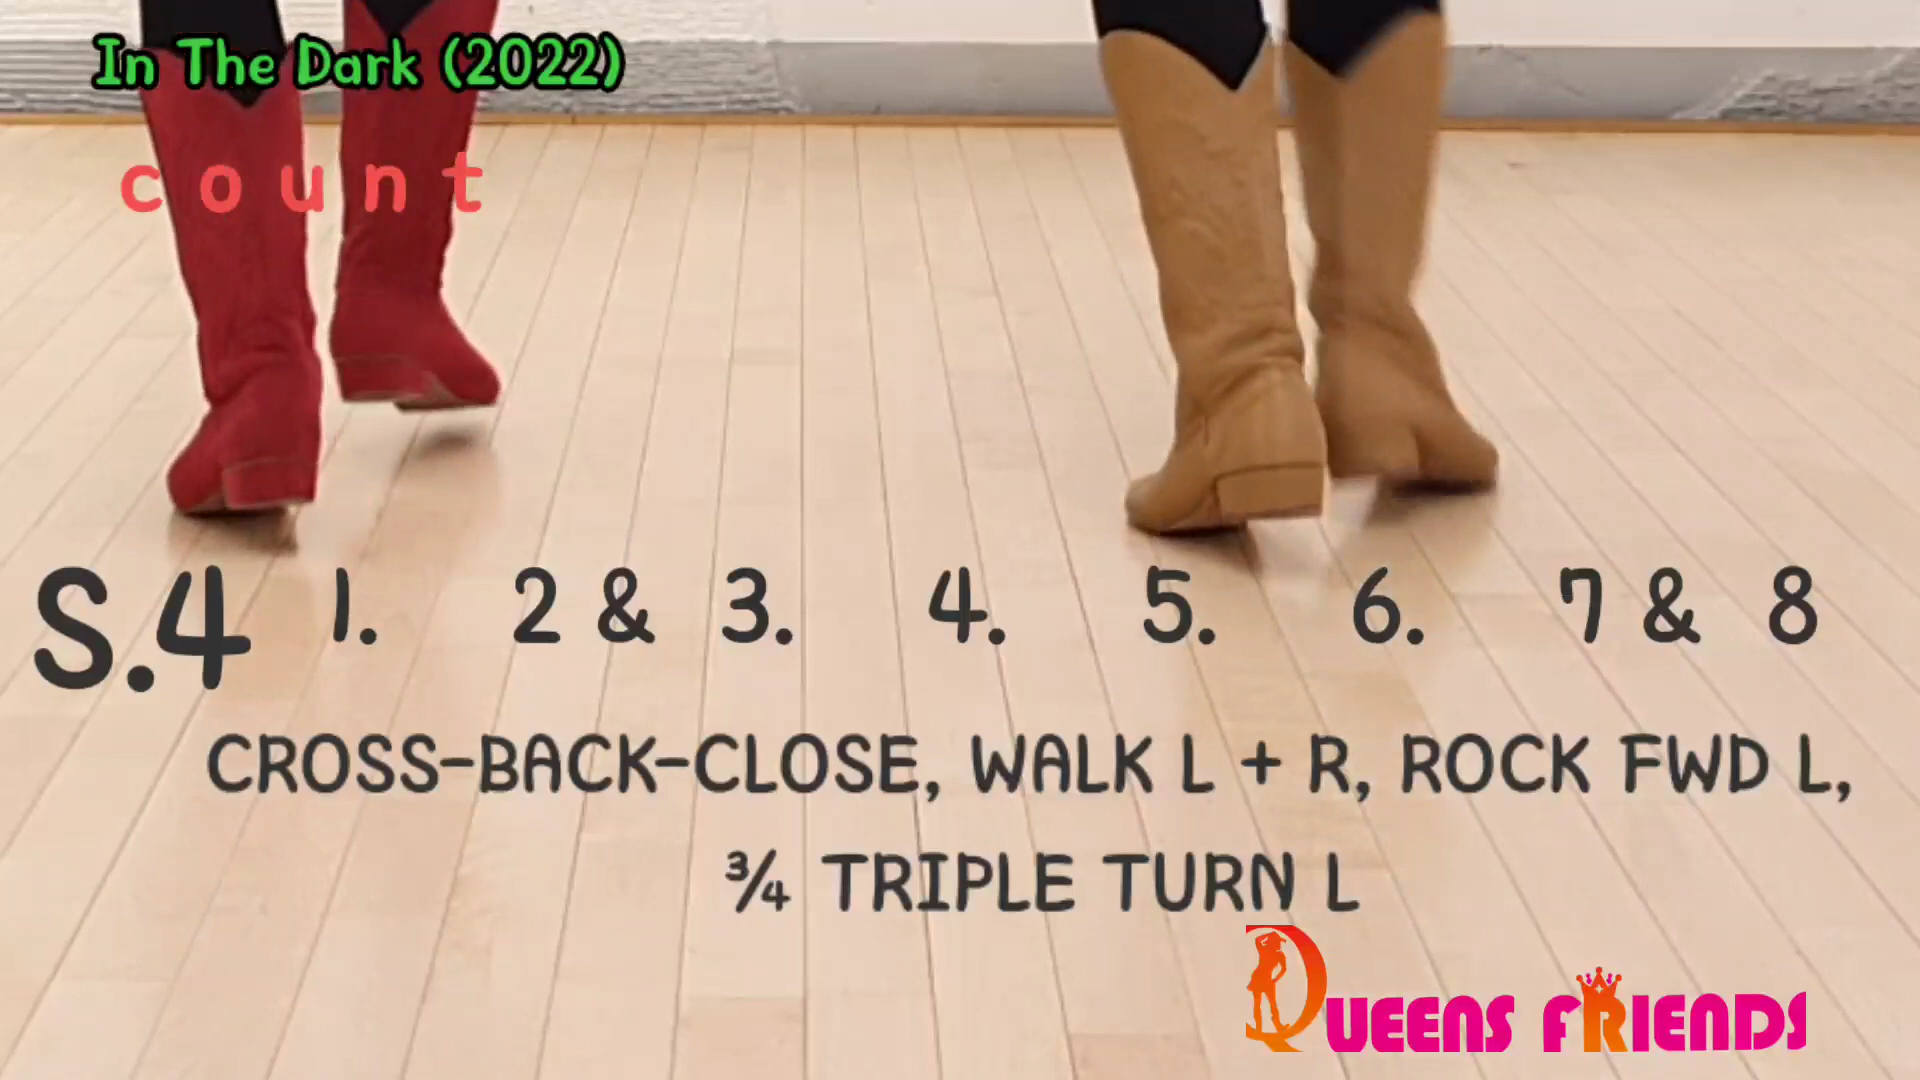 In The Dark (2022)
count
S.4 1. 2 & 3. 4. 5. 6. 7 & 8
CROSS-BACK-CLOSE, WALK L + R, ROCK FWD L,
¾ TRIPLE TURN L
QUEENS FRIENDS